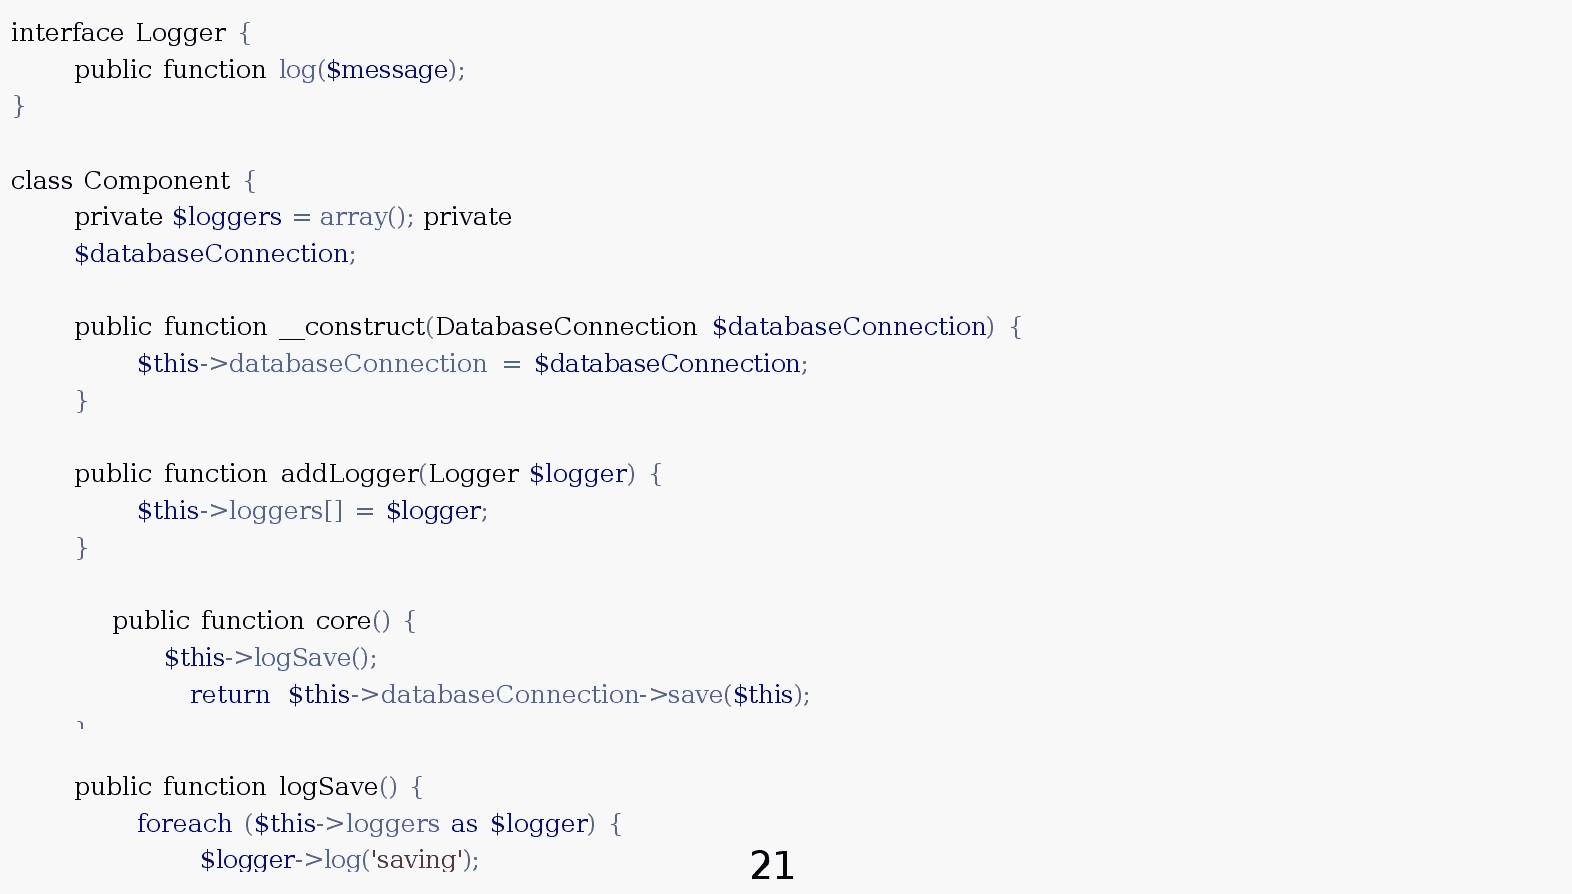 interface Logger {
public function log($message);
}
class Component {
private $loggers = array(); private
$databaseConnection;
public function __construct(DatabaseConnection $databaseConnection) {
$this->databaseConnection = $databaseConnection;
}
public function addLogger(Logger $logger) {
$this->loggers[] = $logger;
}
public function core() {
$this->logSave();
return $this->databaseConnection->save($this);
}
public function logSave() {
foreach ($this->loggers as $logger) {
$logger->log('saving');
21